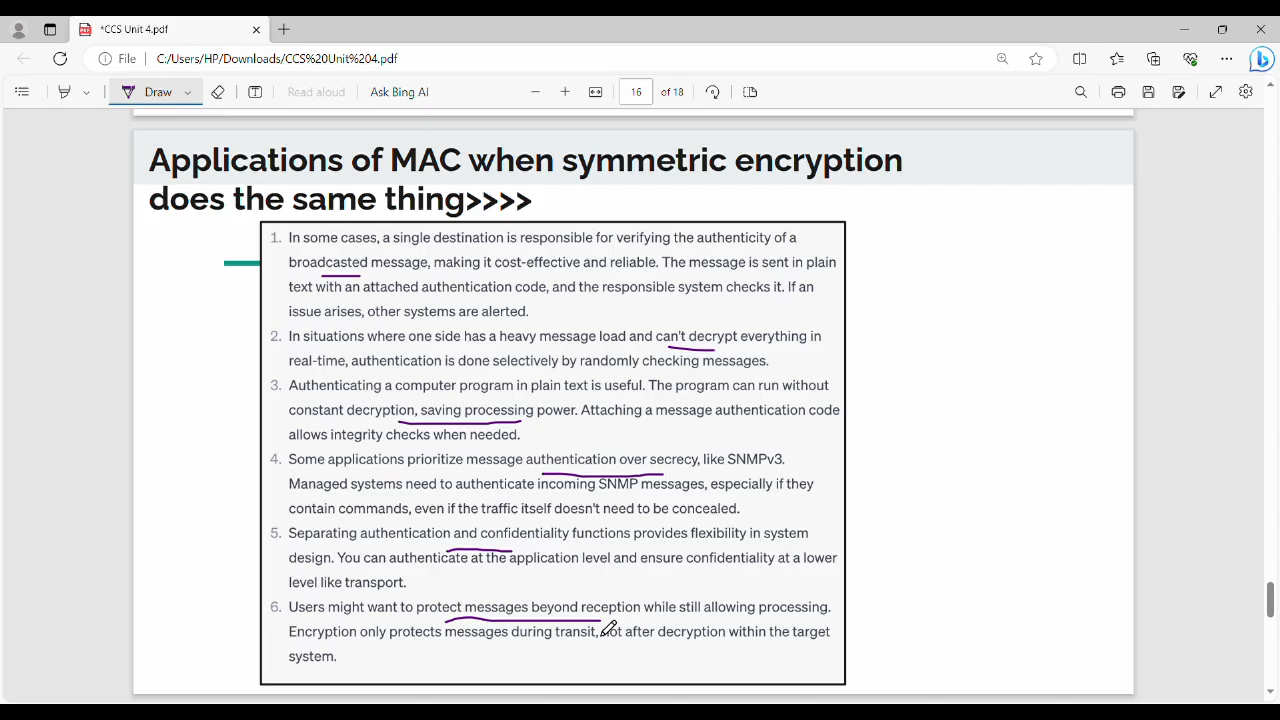 *CCS Unit 4.pdf
File
C:/Users/HP/Downloads/CCS%20Unit%204.pdf
Draw
Read aloud
Ask Bing AI
16
of 18
Applications of MAC when symmetric encryption
does the same thing>>>>
1. In some cases, a single destination is responsible for verifying the authenticity of a
broadcasted message, making it cost-effective and reliable. The message is sent in plain
text with an attached authentication code, and the responsible system checks it. If an
issue arises, other systems are alerted.
2. In situations where one side has a heavy message load and can't decrypt everything in
real-time, authentication is done selectively by randomly checking messages.
3. Authenticating a computer program in plain text is useful. The program can run without
constant decryption, saving processing power. Attaching a message authentication code
allows integrity checks when needed.
4. Some applications prioritize message authentication over secrecy, like SNMPv3.
Managed systems need to authenticate incoming SNMP messages, especially if they
contain commands, even if the traffic itself doesn't need to be concealed.
5. Separating authentication and confidentiality functions provides flexibility in system
design. You can authenticate at the application level and ensure confidentiality at a lower
level like transport.
6. Users might want to protect messages beyond reception while still allowing processing.
Encryption only protects messages during transit, not after decryption within the target
system.